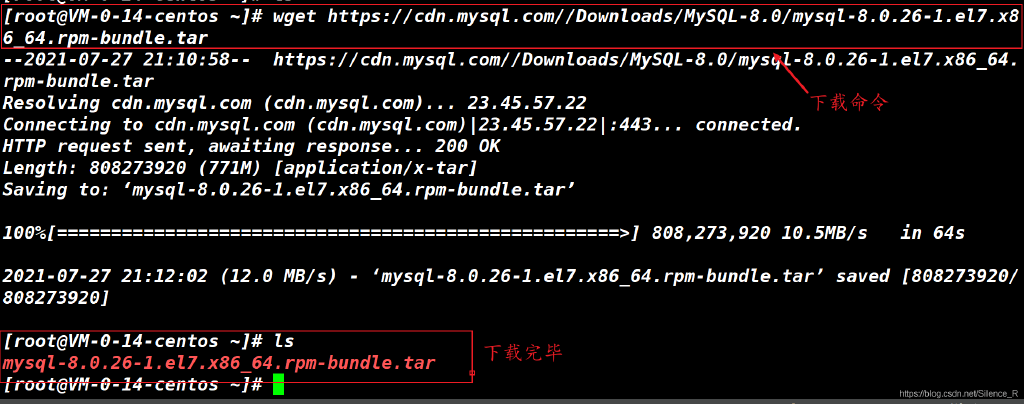 [root@VM-0-14-centos ~]# wget https://cdn.mysql.com//Downloads/MySQL-8.0/mysql-8.0.26-1.el7.x8
6_64.rpm-bundle.tar
--2021-07-27 21:10:58--  https://cdn.mysql.com//Downloads/MySQL-8.0/mysql-8.0.26-1.el7.x86_64.
rpm-bundle.tar
下载命令
Resolving cdn.mysql.com (cdn.mysql.com)... 23.45.57.22
Connecting to cdn.mysql.com (cdn.mysql.com)|23.45.57.22|:443... connected.
HTTP request sent, awaiting response... 200 OK
Length: 808273920 (771M) [application/x-tar]
Saving to: ‘mysql-8.0.26-1.el7.x86_64.rpm-bundle.tar’
100%[====================================================>] 808,273,920 10.5MB/s   in 64s
2021-07-27 21:12:02 (12.0 MB/s) - ‘mysql-8.0.26-1.el7.x86_64.rpm-bundle.tar’ saved [808273920/
808273920]
[root@VM-0-14-centos ~]# ls
mysql-8.0.26-1.el7.x86_64.rpm-bundle.tar
下载完毕
[root@VM-0-14-centos ~]#
https://blog.csdn.net/Silence_R